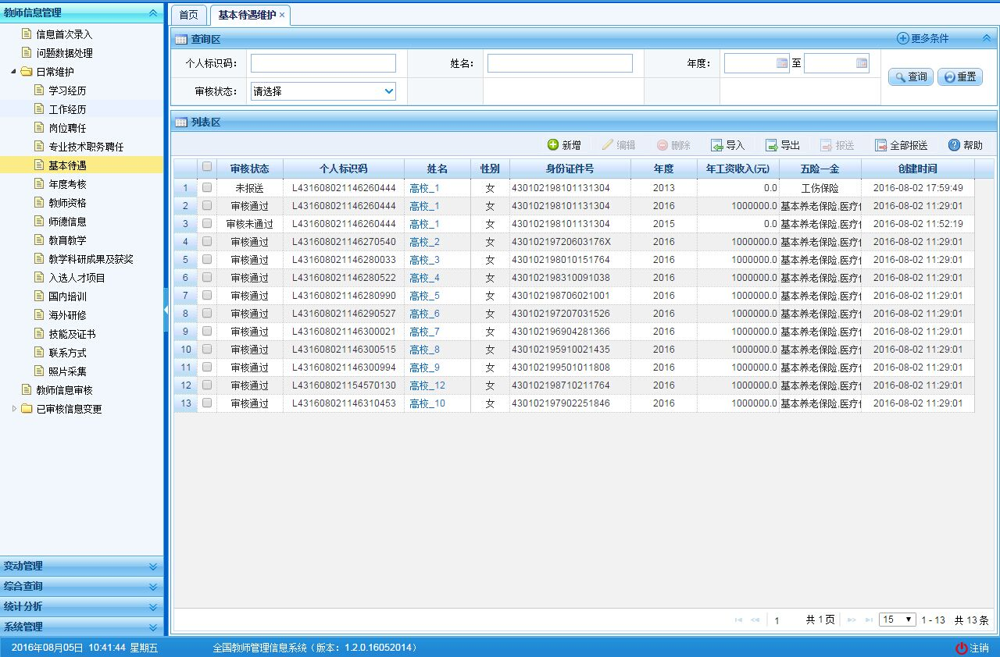 教师信息管理
信息首次录入
问题数据处理
日常维护
学习经历
工作经历
岗位聘任
专业技术职务聘任
基本待遇
年度考核
教师资格
师德信息
教育教学
教学科研成果及获奖
入选人才项目
国内培训
海外研修
技能及证书
联系方式
照片采集
教师信息审核
已审核信息变更
变动管理
综合查询
统计分析
系统管理
首页 基本待遇维护 ×
查询区 更多条件
个人标识码： 姓名： 年度： 至
审核状态： 请选择 查询 重置
列表区
新增 编辑 删除 导入 导出 报送 全部报送 帮助
审核状态 个人标识码 姓名 性别 身份证件号 年度 年工资收入(元) 五险一金 创建时间
1 未报送 L431608021146260444 高校_1 女 430102198101131304 2013 0.0 工伤保险 2016-08-02 17:59:49
2 审核通过 L431608021146260444 高校_1 女 430102198101131304 2016 1000000.0 基本养老保险,医疗 2016-08-02 11:29:01
3 审核未通过 L431608021146260444 高校_1 女 430102198101131304 2015 0.0 基本养老保险,医疗 2016-08-02 11:52:19
4 审核通过 L431608021146270540 高校_2 女 43010219720603176X 2016 1000000.0 基本养老保险,医疗 2016-08-02 11:29:01
5 审核通过 L431608021146280033 高校_3 女 430102198010151764 2016 1000000.0 基本养老保险,医疗 2016-08-02 11:29:01
6 审核通过 L431608021146280522 高校_4 女 430102198310091038 2016 1000000.0 基本养老保险,医疗 2016-08-02 11:29:01
7 审核通过 L431608021146280990 高校_5 女 430102198706021001 2016 1000000.0 基本养老保险,医疗 2016-08-02 11:29:01
8 审核通过 L431608021146290527 高校_6 女 430102197207031526 2016 1000000.0 基本养老保险,医疗 2016-08-02 11:29:01
9 审核通过 L431608021146300021 高校_7 女 430102196904281366 2016 1000000.0 基本养老保险,医疗 2016-08-02 11:29:01
10 审核通过 L431608021146300515 高校_8 女 430102195910021435 2016 1000000.0 基本养老保险,医疗 2016-08-02 11:29:01
11 审核通过 L431608021146300994 高校_9 女 430102199501011808 2016 1000000.0 基本养老保险,医疗 2016-08-02 11:29:01
12 审核通过 L431608021154570130 高校_12 女 430102198710211764 2016 1000000.0 基本养老保险,医疗 2016-08-02 11:29:01
13 审核通过 L431608021146310453 高校_10 女 430102197902251846 2016 1000000.0 基本养老保险,医疗 2016-08-02 11:29:01
1 共 1 页 15 1 - 13 共 13 条
2016年08月05日 10:41:44 星期五 全国教师管理信息系统（版本：1.2.0.16052014） 注销